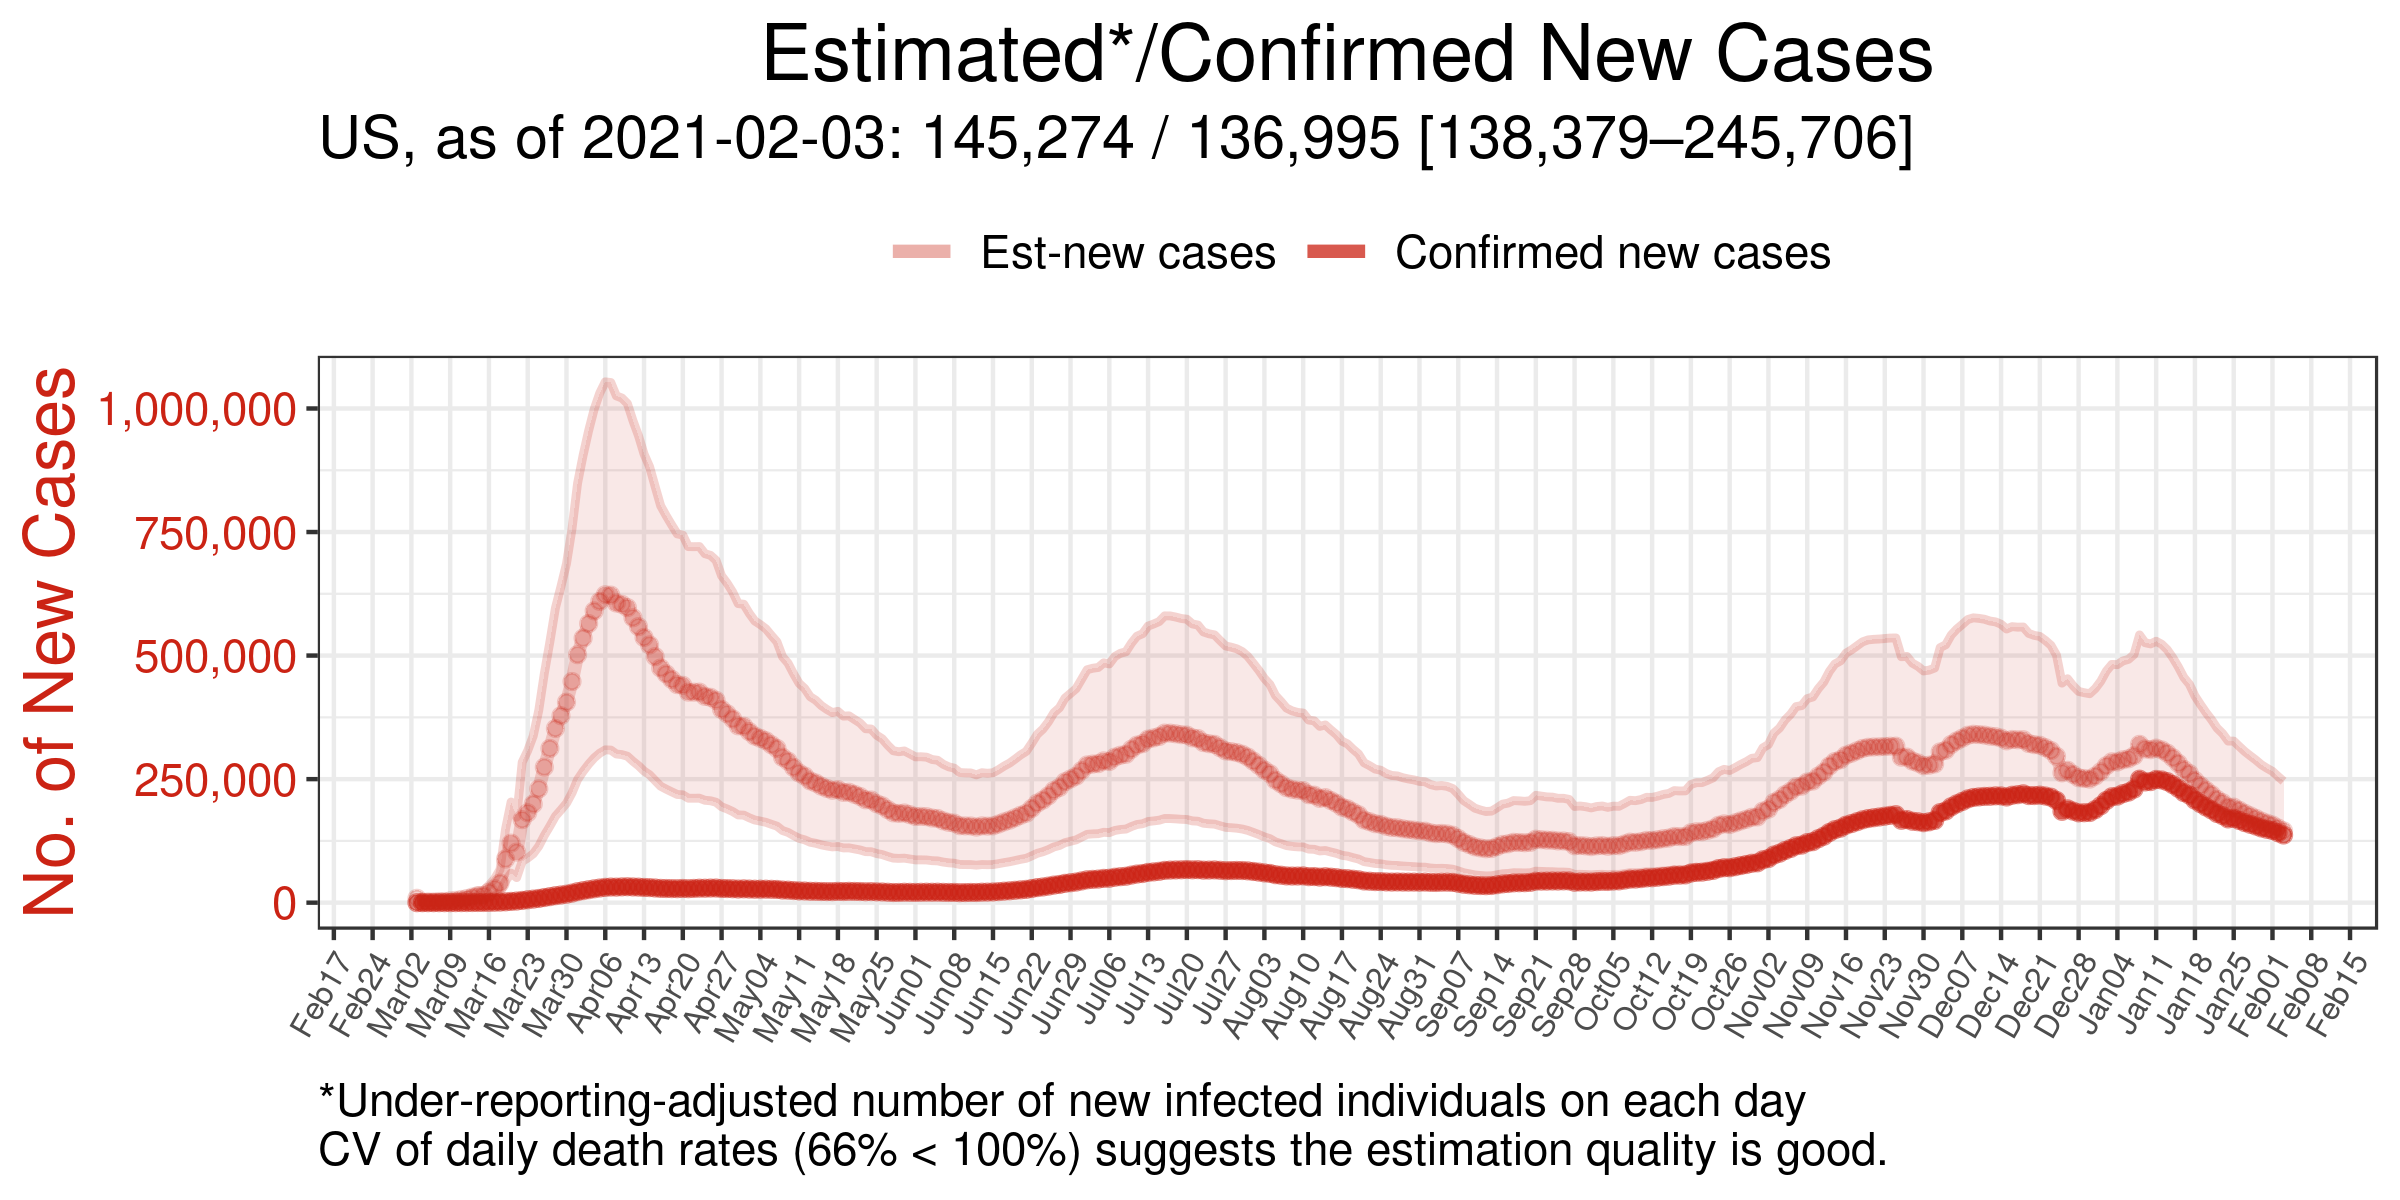 Estimated*/Confirmed New Cases
US, as of 2021-02-03: 145,274 / 136,995 [138,379–245,706]
Est-new cases
Confirmed new cases
No. of New Cases
1,000,000
750,000
500,000
250,000
0
Feb17
Feb24
Mar02
Mar09
Mar16
Mar23
Mar30
Apr06
Apr13
Apr20
Apr27
May04
May11
May18
May25
Jun01
Jun08
Jun15
Jun22
Jun29
Jul06
Jul13
Jul20
Jul27
Aug03
Aug10
Aug17
Aug24
Aug31
Sep07
Sep14
Sep21
Sep28
Oct05
Oct12
Oct19
Oct26
Nov02
Nov09
Nov16
Nov23
Nov30
Dec07
Dec14
Dec21
Dec28
Jan04
Jan11
Jan18
Jan25
Feb01
Feb08
Feb15
*Under-reporting-adjusted number of new infected individuals on each day
CV of daily death rates (66% < 100%) suggests the estimation quality is good.